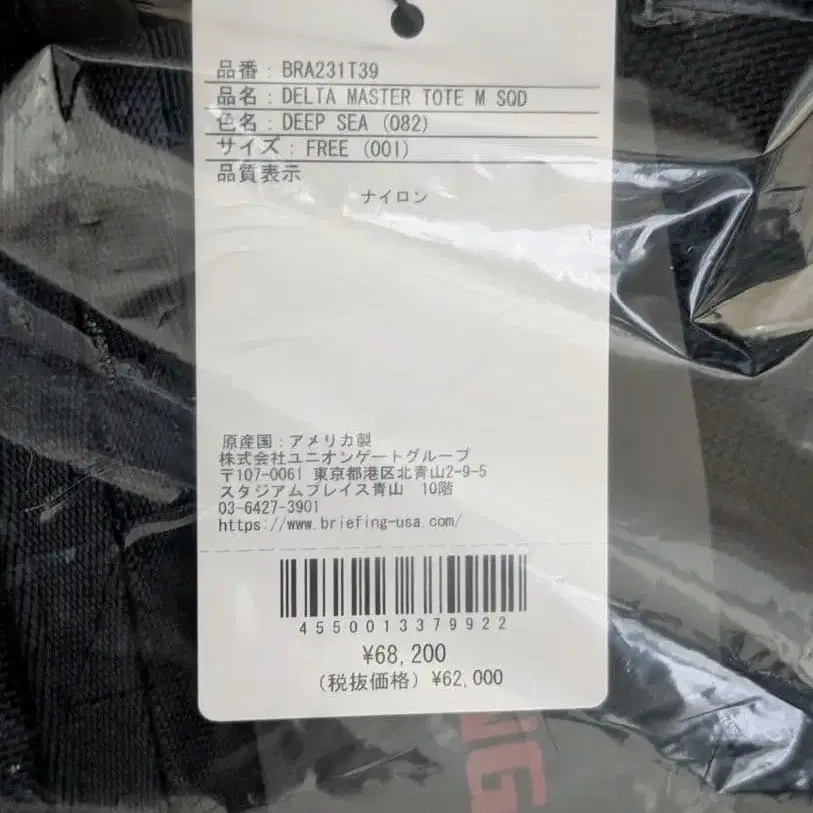 品番：BRA231T39
品名：DELTA MASTER TOTE M SQD
色名：DEEP SEA (082)
サイズ：FREE (001)
品質表示
ナイロン
原産国：アメリカ製
株式会社ユニオンゲートグループ
〒107-0061 東京都港区北青山2-9-5
スタジアムプレイス青山 10階
03-6427-3901
https://www.briefing-usa.com/
4550013379922
¥68,200
(税抜価格) ¥62,000
NG